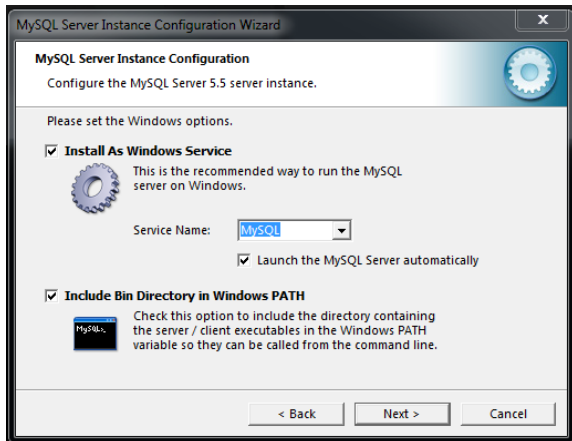 MySQL Server Instance Configuration Wizard
x
MySQL Server Instance Configuration
Configure the MySQL Server 5.5 server instance.
Please set the Windows options.
Install As Windows Service
This is the recommended way to run the MySQL
server on Windows.
Service Name: MySQL
Launch the MySQL Server automatically
Include Bin Directory in Windows PATH
MySQL>_
Check this option to include the directory containing
the server / client executables in the Windows PATH
variable so they can be called from the command line.
< Back Next > Cancel